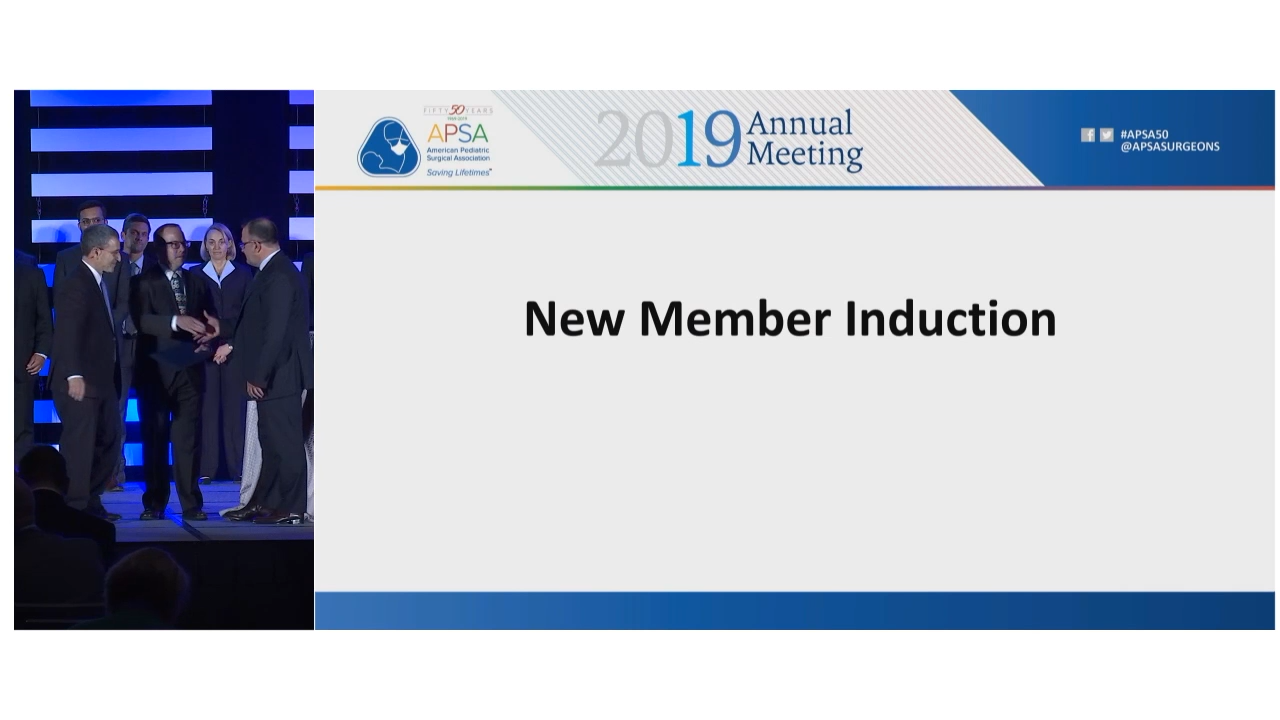 FIFTY 50 YEARS
APSA
American Pediatric
Surgical Association
Saving Lifetimes
2019 Annual
Meeting
#APSA50
@APSASURGEONS
New Member Induction